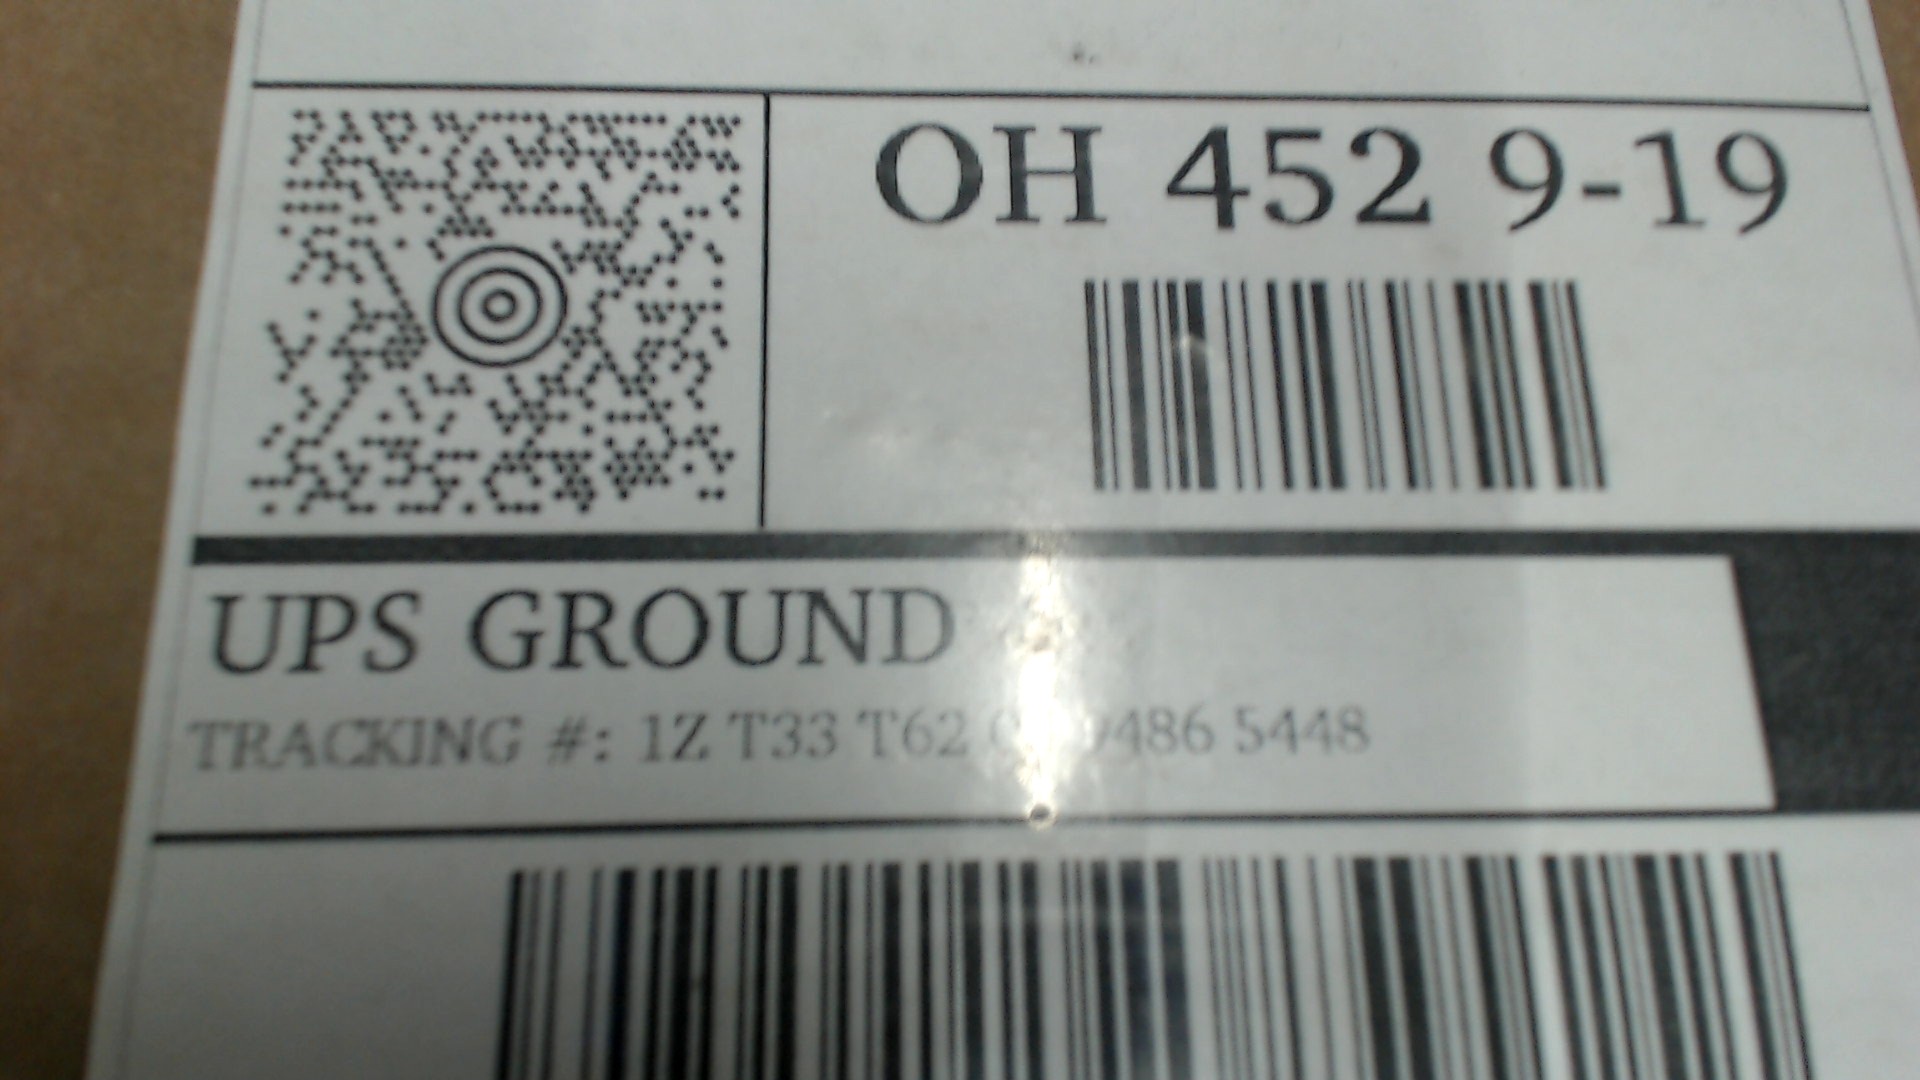 OH 452 9-19
UPS GROUND
TRACKING #: 1Z T33 T62 5448